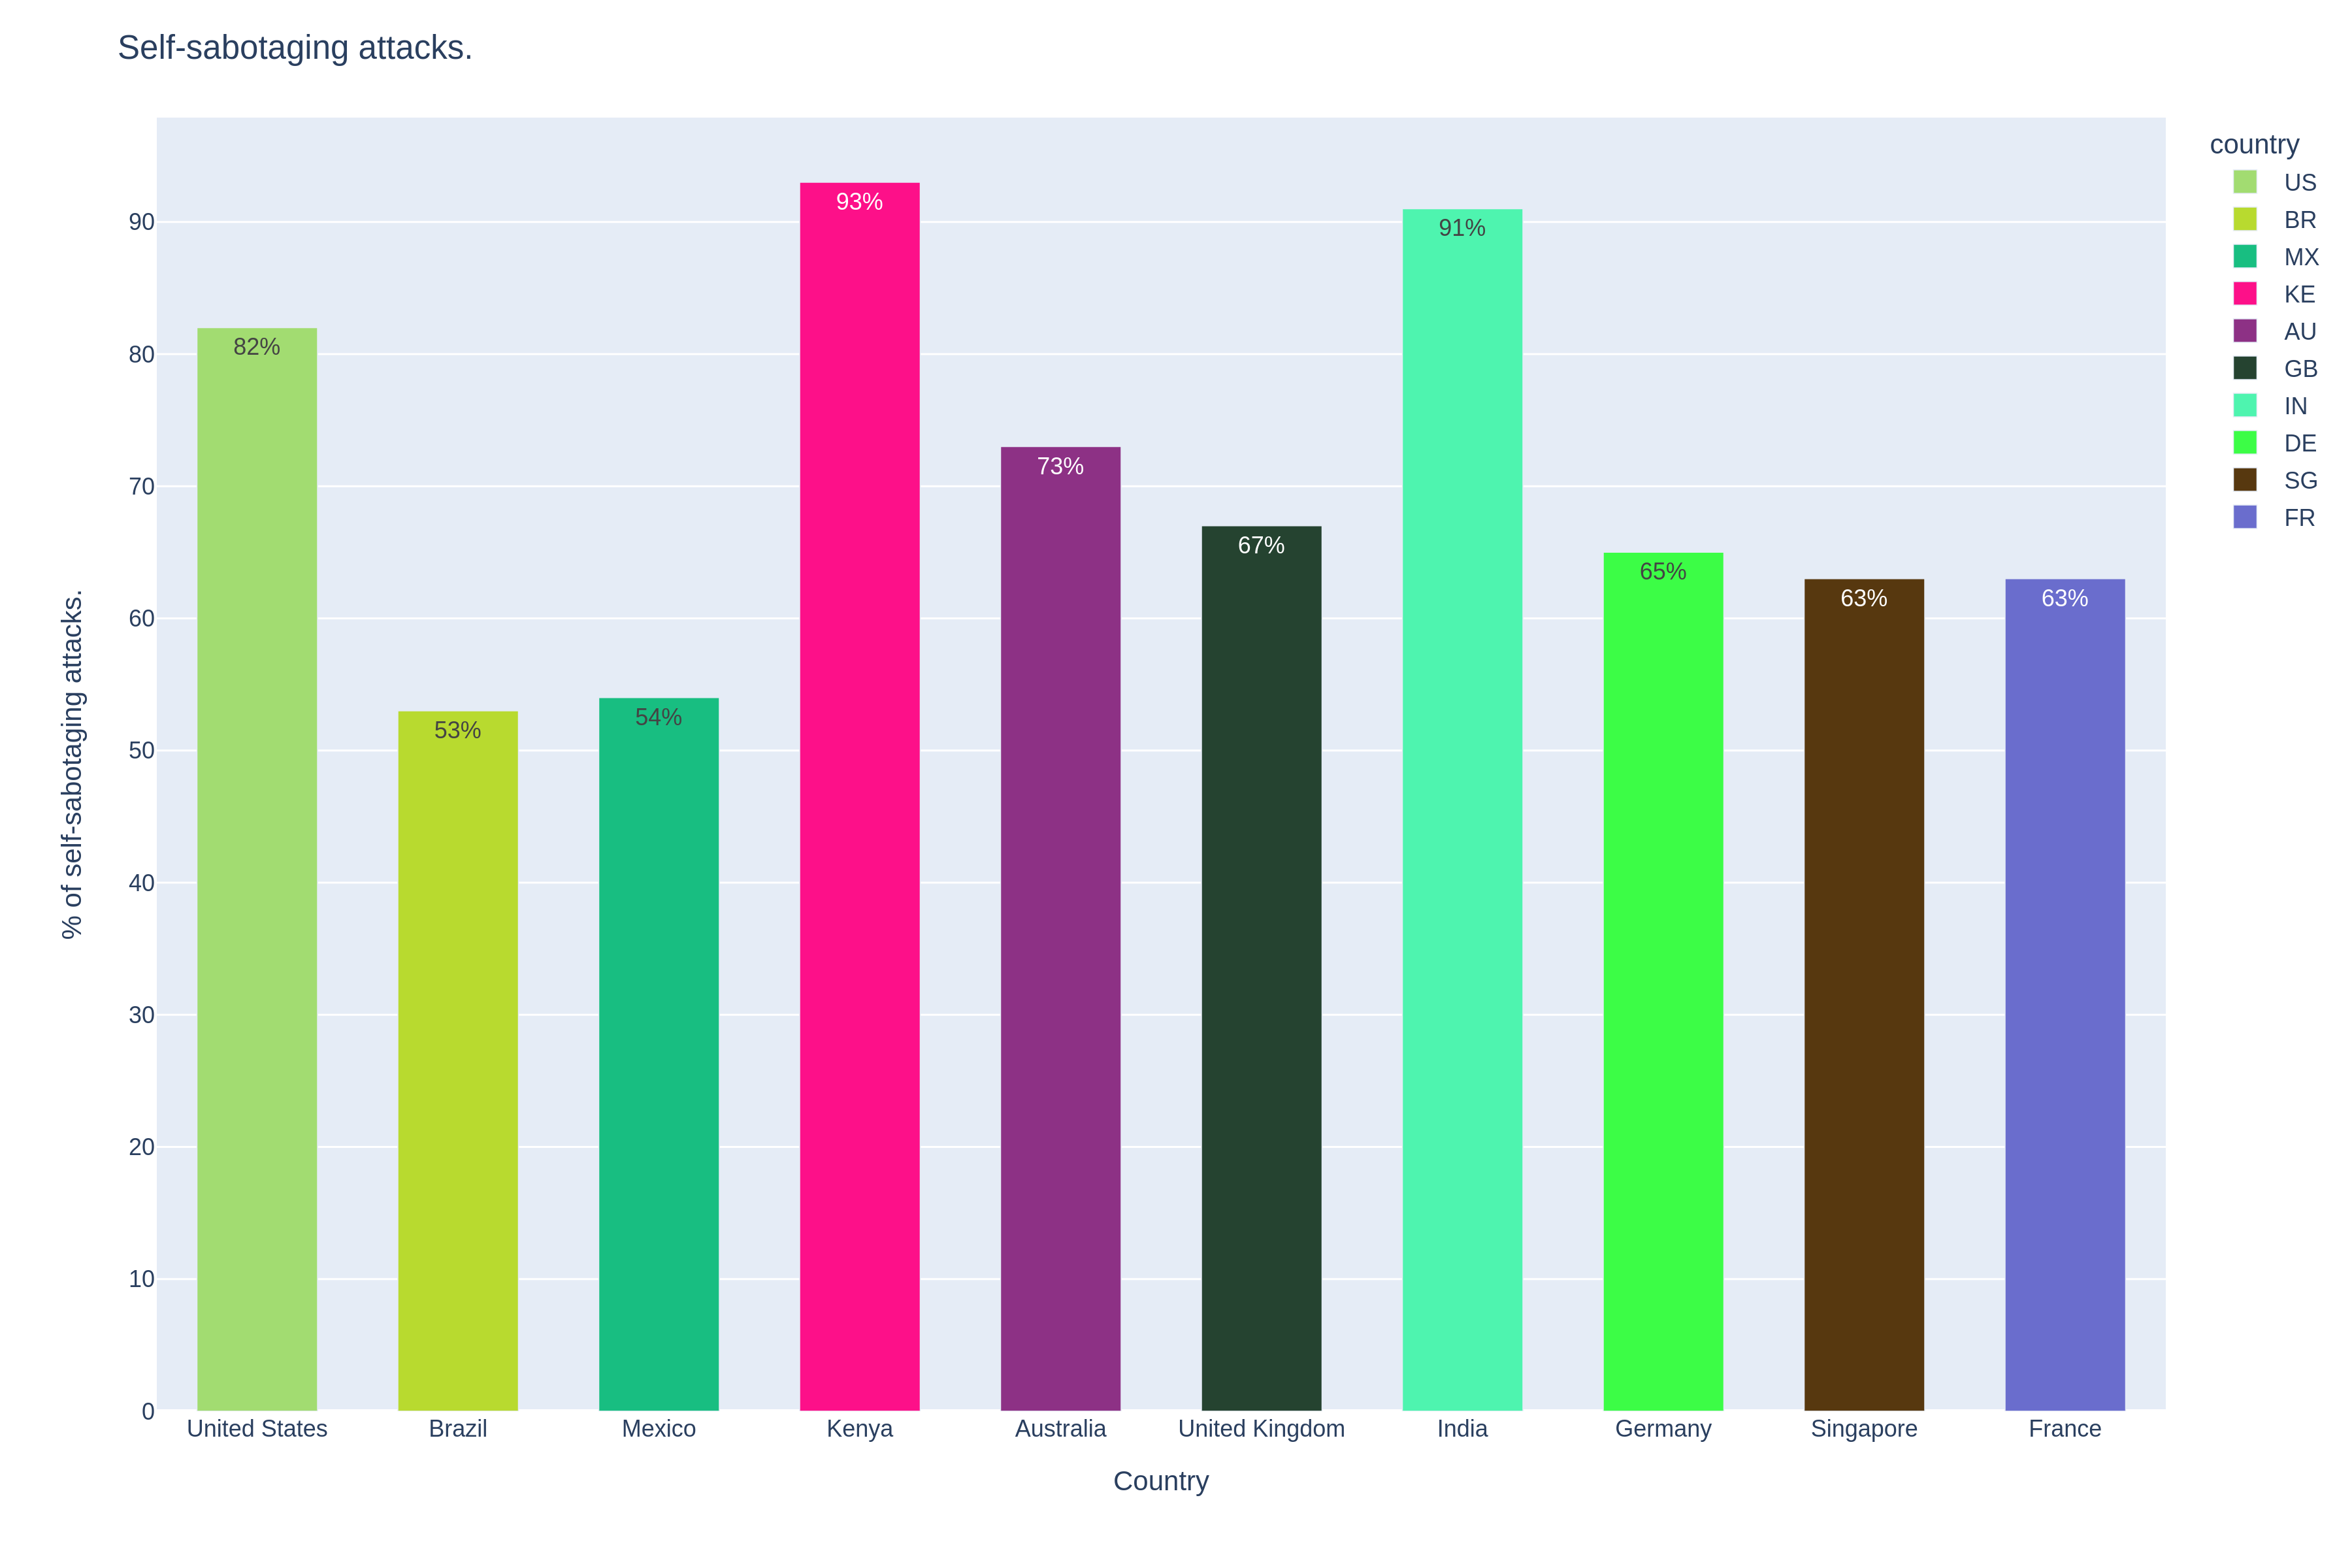 Self-sabotaging attacks.
% of self-sabotaging attacks.
90
80
70
60
50
40
30
20
10
0
82%
53%
54%
93%
73%
67%
91%
65%
63%
63%
United States
Brazil
Mexico
Kenya
Australia
United Kingdom
India
Germany
Singapore
France
Country
country
US
BR
MX
KE
AU
GB
IN
DE
SG
FR